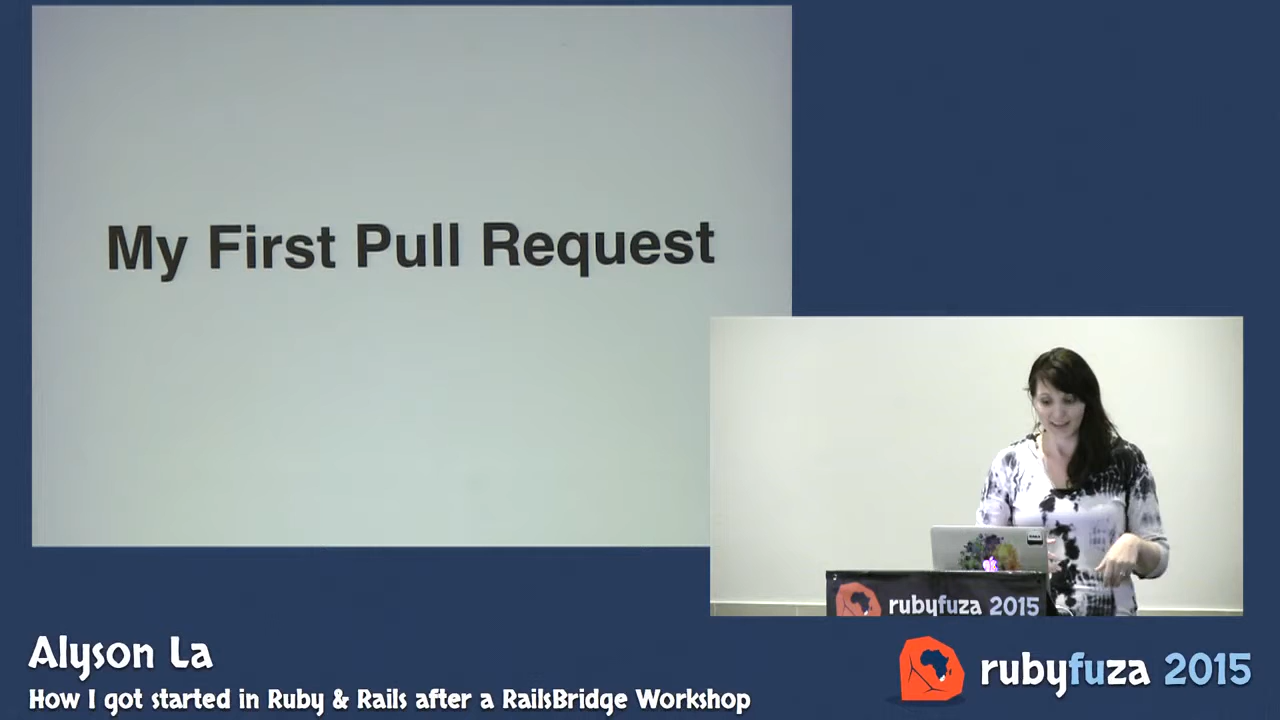 My First Pull Request
rubyfuza 2015
Alyson La
How I got started in Ruby & Rails after a RailsBridge Workshop
rubyfuza 2015